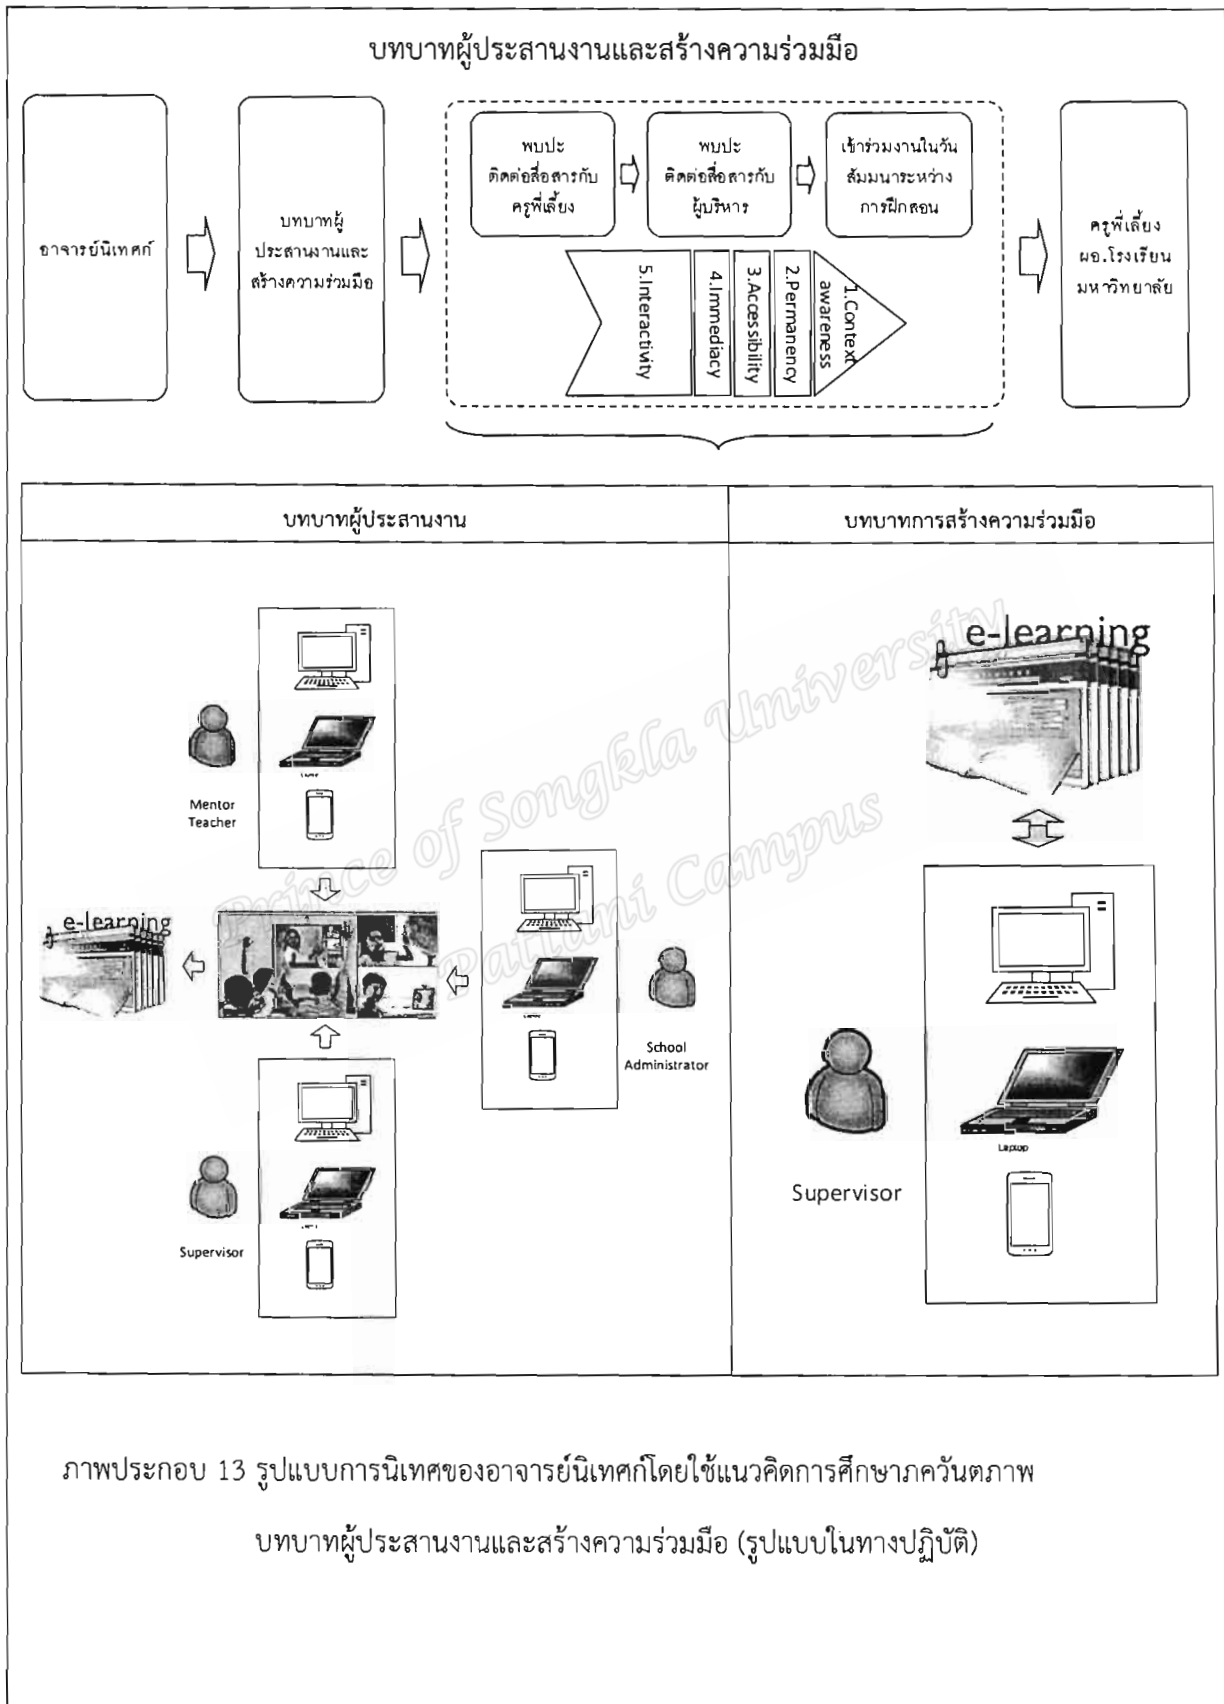 บทบาทผู้ประสานงานและสร้างความร่วมมือ
อาจารย์นิเทศก์
บทบาทผู้
ประสานงานและ
สร้างความร่วมมือ
พบปะ
ติดต่อสื่อสารกับ
ครูพี่เลี้ยง
พบปะ
ติดต่อสื่อสารกับ
ผู้บริหาร
เข้าร่วมงานในวัน
สัมมนาระหว่าง
การฝึกสอน
5.Interactivity
4.Immediacy
3.Accessibility
2.Permanency
1.Context
awareness
ครูพี่เลี้ยง
ผอ.โรงเรียน
มหาวิทยาลัย
บทบาทผู้ประสานงาน
บทบาทการสร้างความร่วมมือ
Mentor
Teacher
e-learning
School
Administrator
Supervisor
e-learning
Laptop
Supervisor
Prince of Songkla University
Pattani Campus
ภาพประกอบ 13 รูปแบบการนิเทศของอาจารย์นิเทศก์โดยใช้แนวคิดการศึกษาภควันตภาพ
บทบาทผู้ประสานงานและสร้างความร่วมมือ (รูปแบบในทางปฏิบัติ)